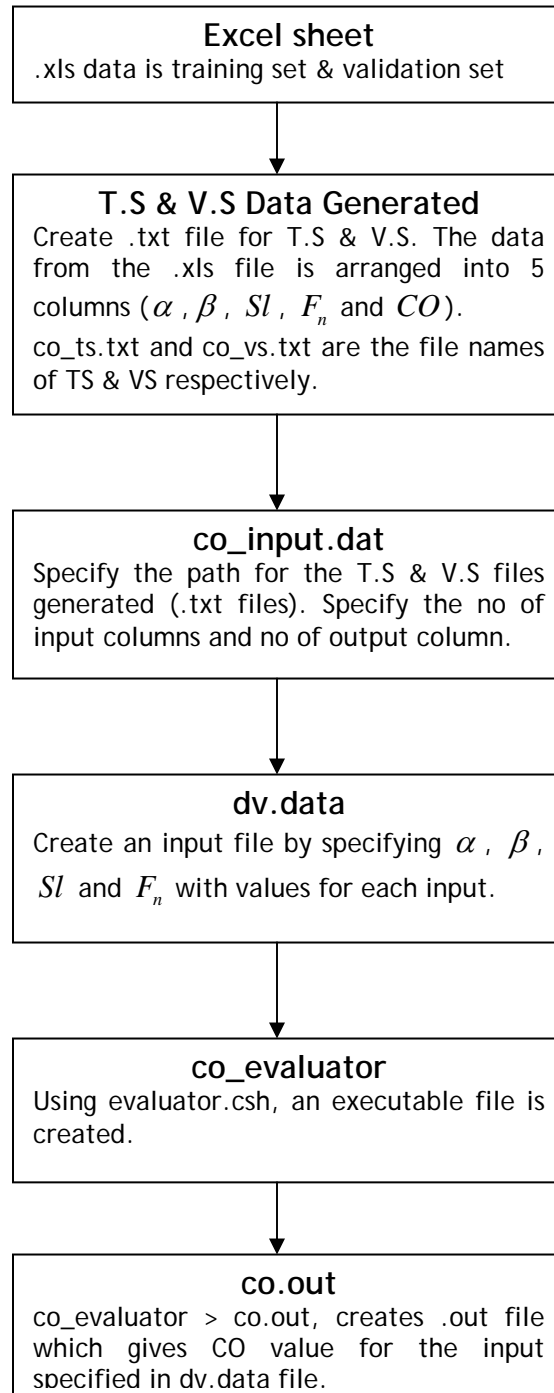 Excel sheet
.xls data is training set & validation set
T.S & V.S Data Generated
Create .txt file for T.S & V.S. The data
from the .xls file is arranged into 5
columns (α , β , Sl , F_n and CO).
co_ts.txt and co_vs.txt are the file names
of TS & VS respectively.
co_input.dat
Specify the path for the T.S & V.S files
generated (.txt files). Specify the no of
input columns and no of output column.
dv.data
Create an input file by specifying α , β ,
Sl and F_n with values for each input.
co_evaluator
Using evaluator.csh, an executable file is
created.
co.out
co_evaluator > co.out, creates .out file
which gives CO value for the input
specified in dv.data file.